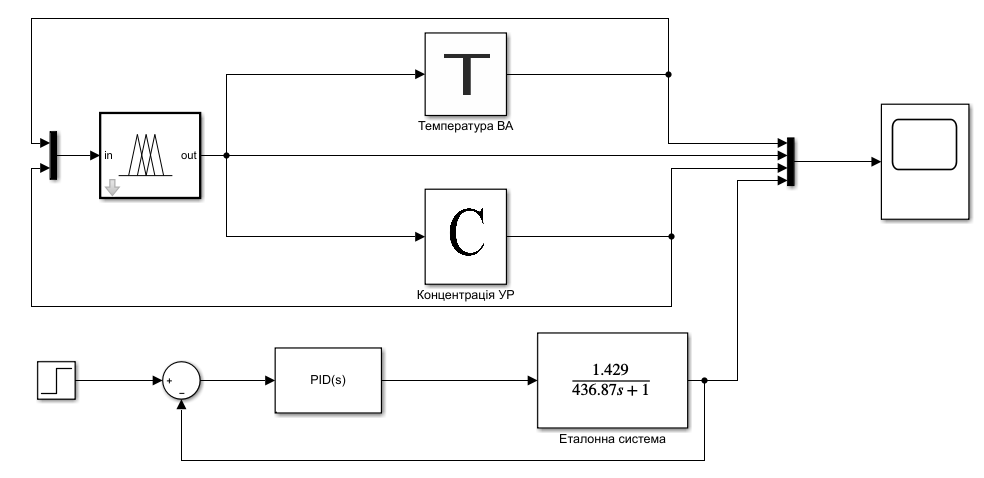 T
Температура ВА
in
out
C
Концентрація УР
+
−
PID(s)
1.429
436.87s + 1
Еталонна система